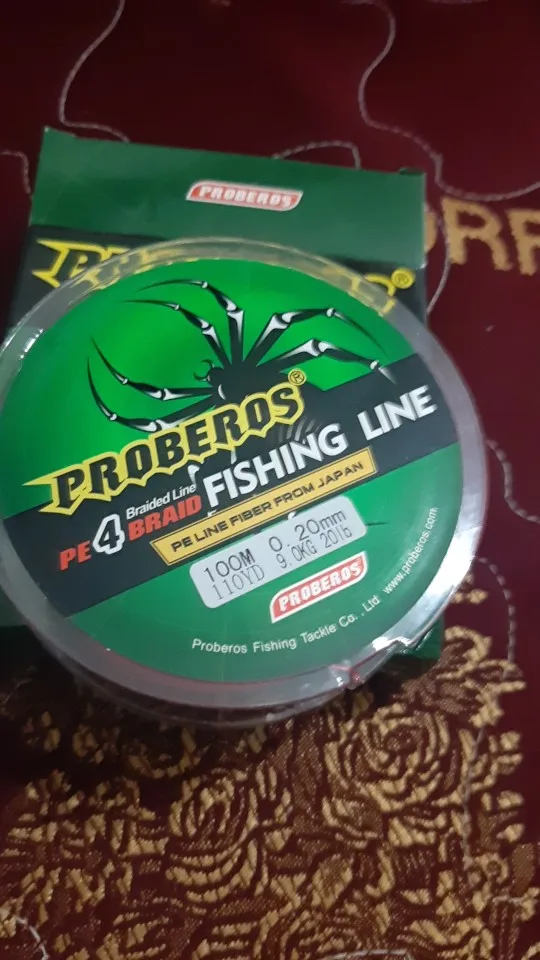 PROBEROS
®
PROBEROS®
Braided Line
PE 4 BRAID FISHING LINE
PE LINE FIBER FROM JAPAN
100M 0.20mm
110YD 9.0KG 20lb
PROBEROS
Proberos Fishing Tackle Co. . Ltd www.proberos.com